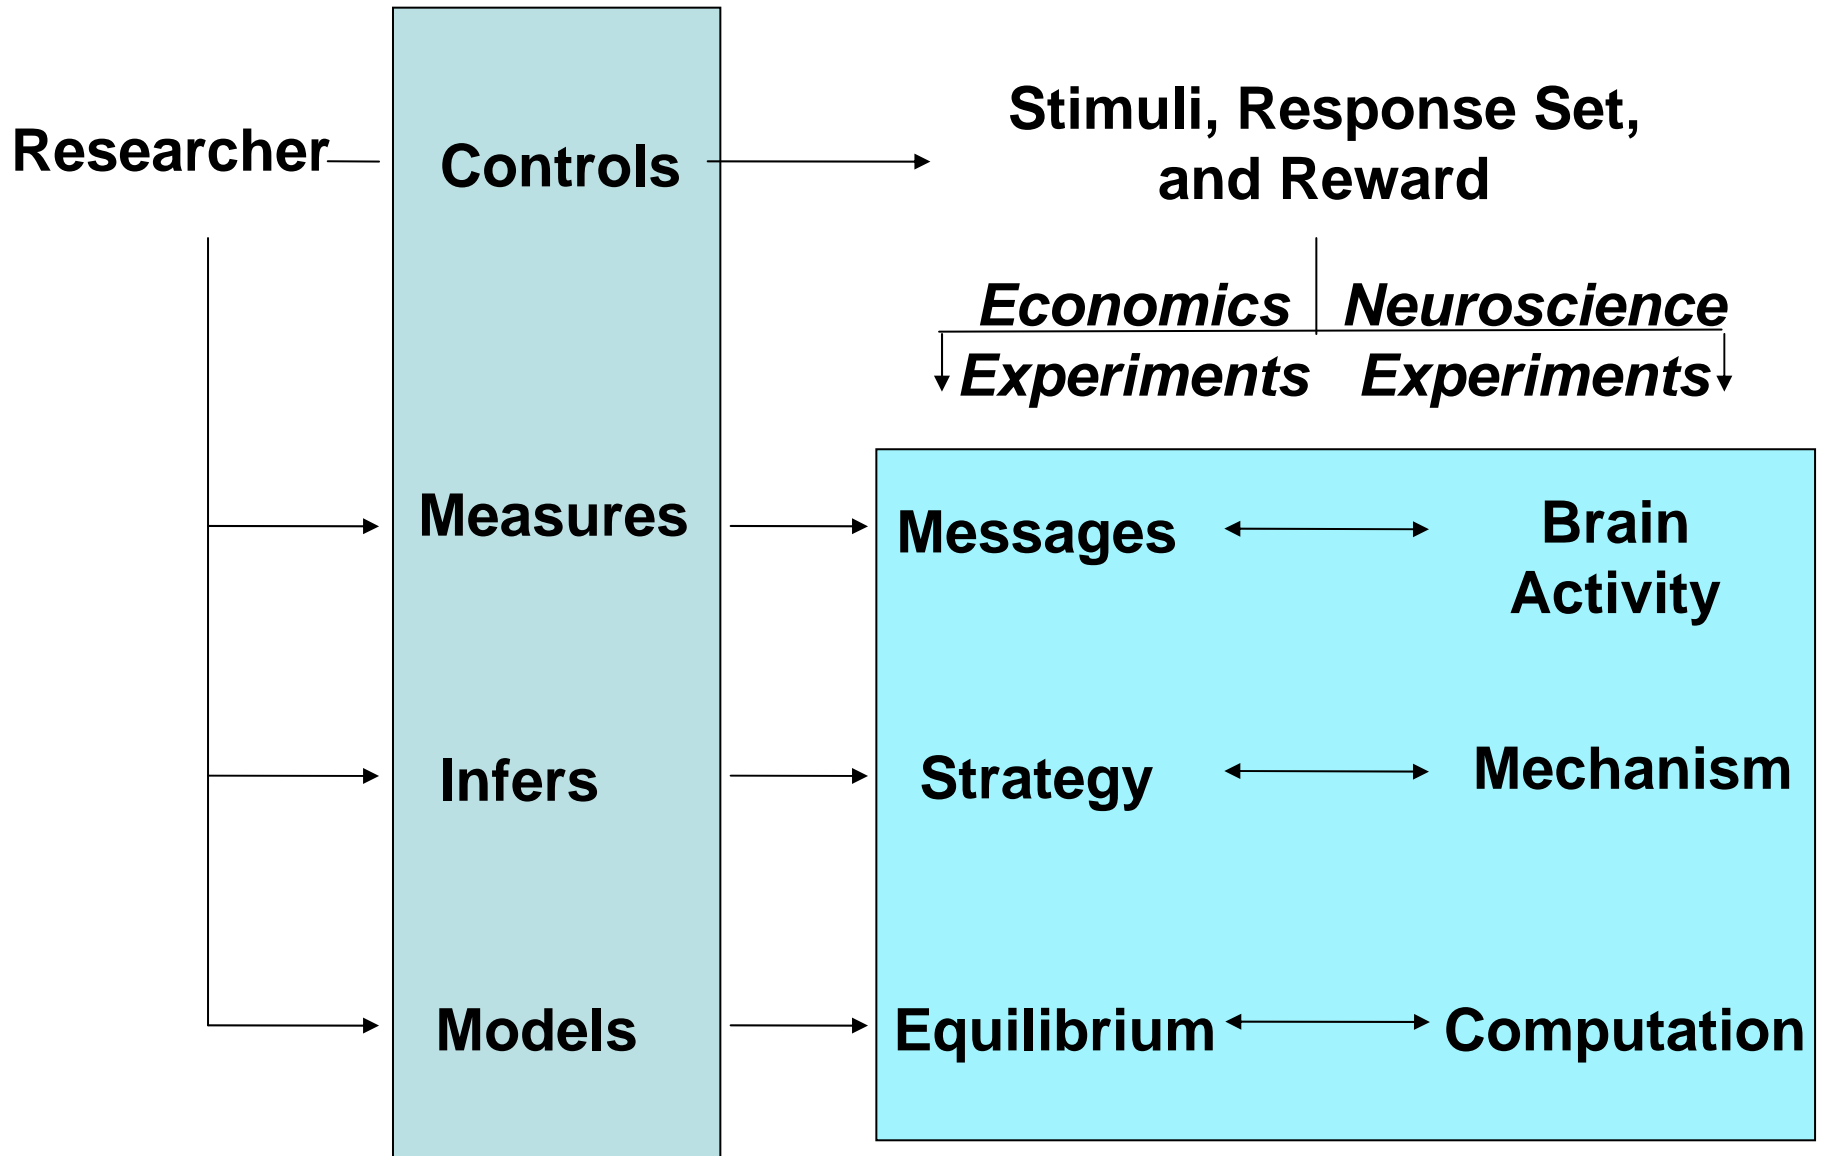 Researcher
Controls
Stimuli, Response Set,
and Reward
Economics
Experiments
Neuroscience
Experiments
Measures
Messages
Brain
Activity
Infers
Strategy
Mechanism
Models
Equilibrium
Computation